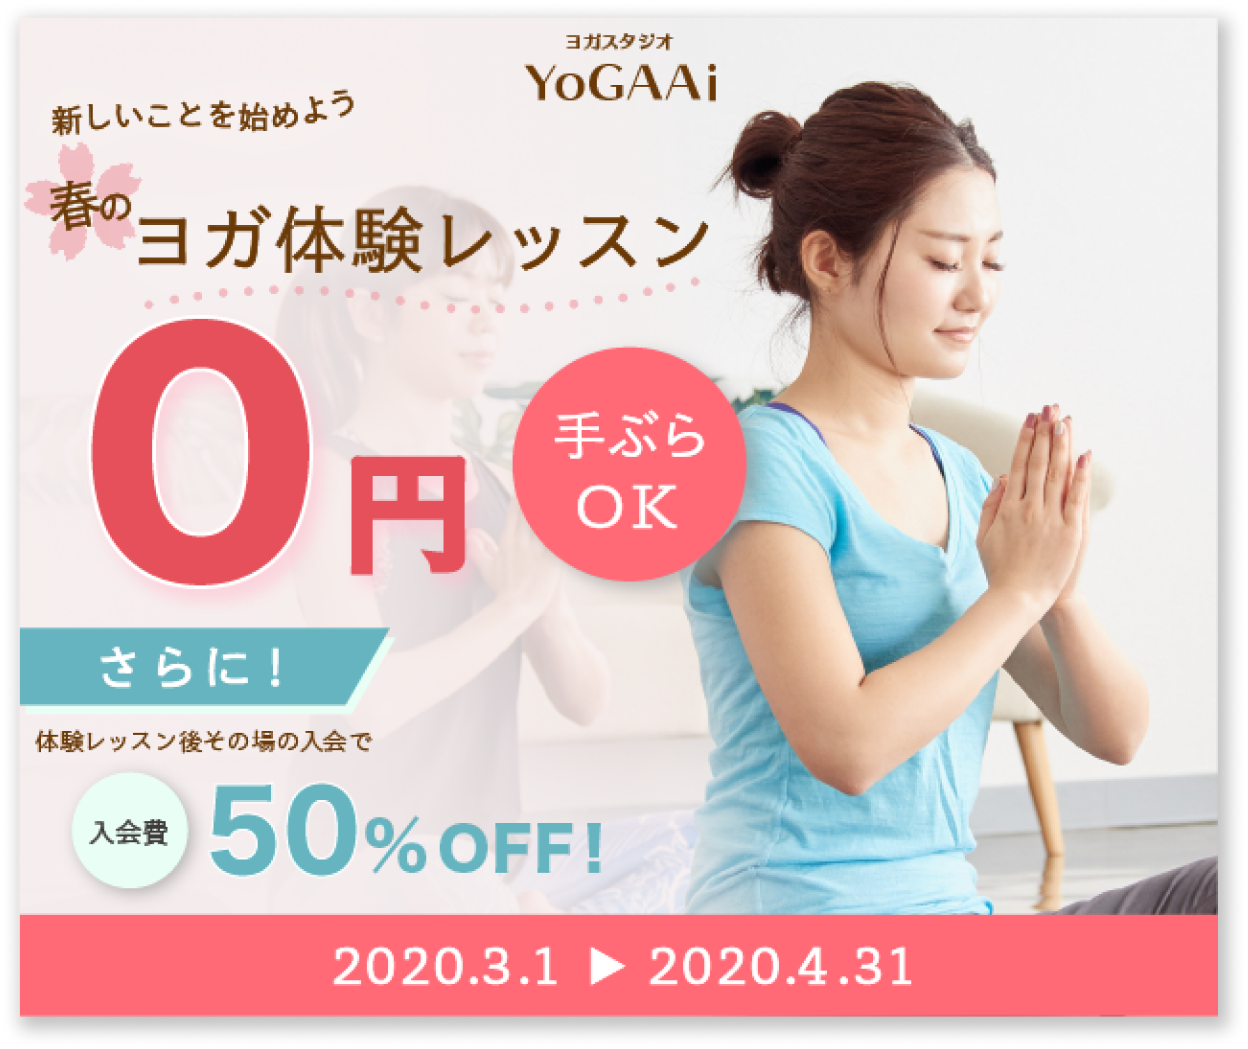 ヨガスタジオ
YoGAAi
新しいことを始めよう
春の
ヨガ体験レッスン
0円
手ぶら
OK
さらに！
体験レッスン後その場の入会で
入会費
50%OFF!
2020.3.1 ▶ 2020.4.31